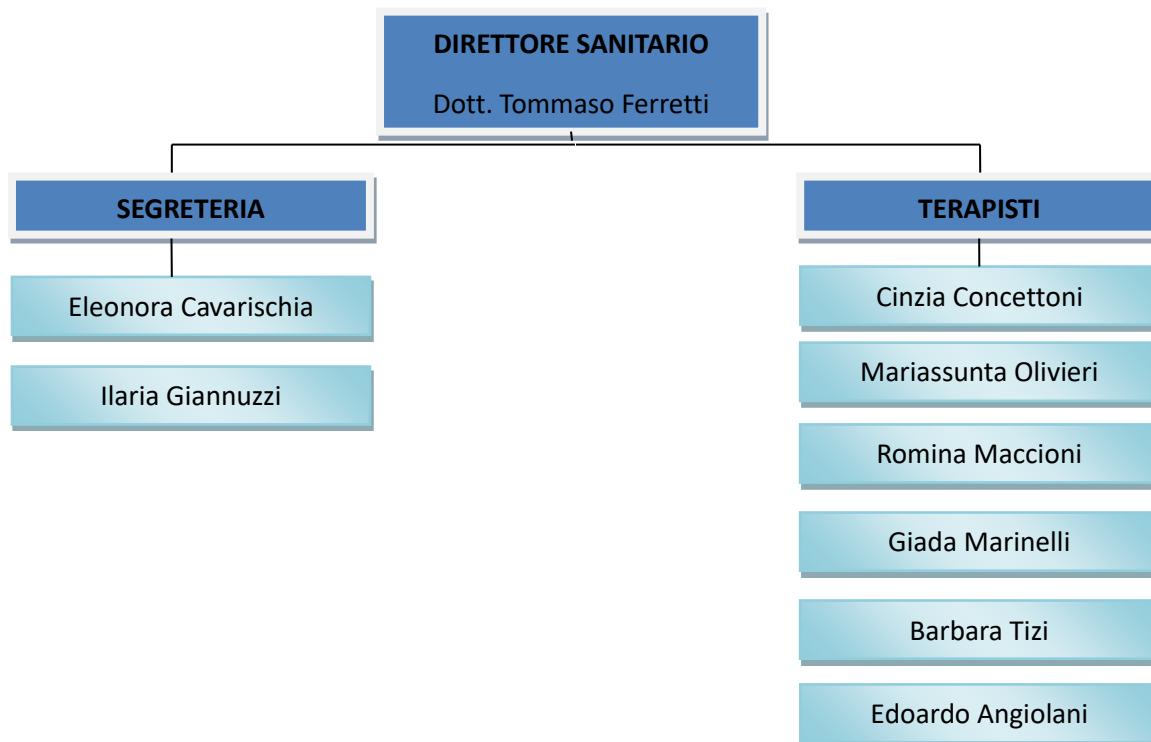 DIRETTORE SANITARIO
Dott. Tommaso Ferretti
SEGRETERIA
Eleonora Cavarischia
Ilaria Giannuzzi
TERAPISTI
Cinzia Concettoni
Mariassunta Olivieri
Romina Maccioni
Giada Marinelli
Barbara Tizi
Edoardo Angiolani